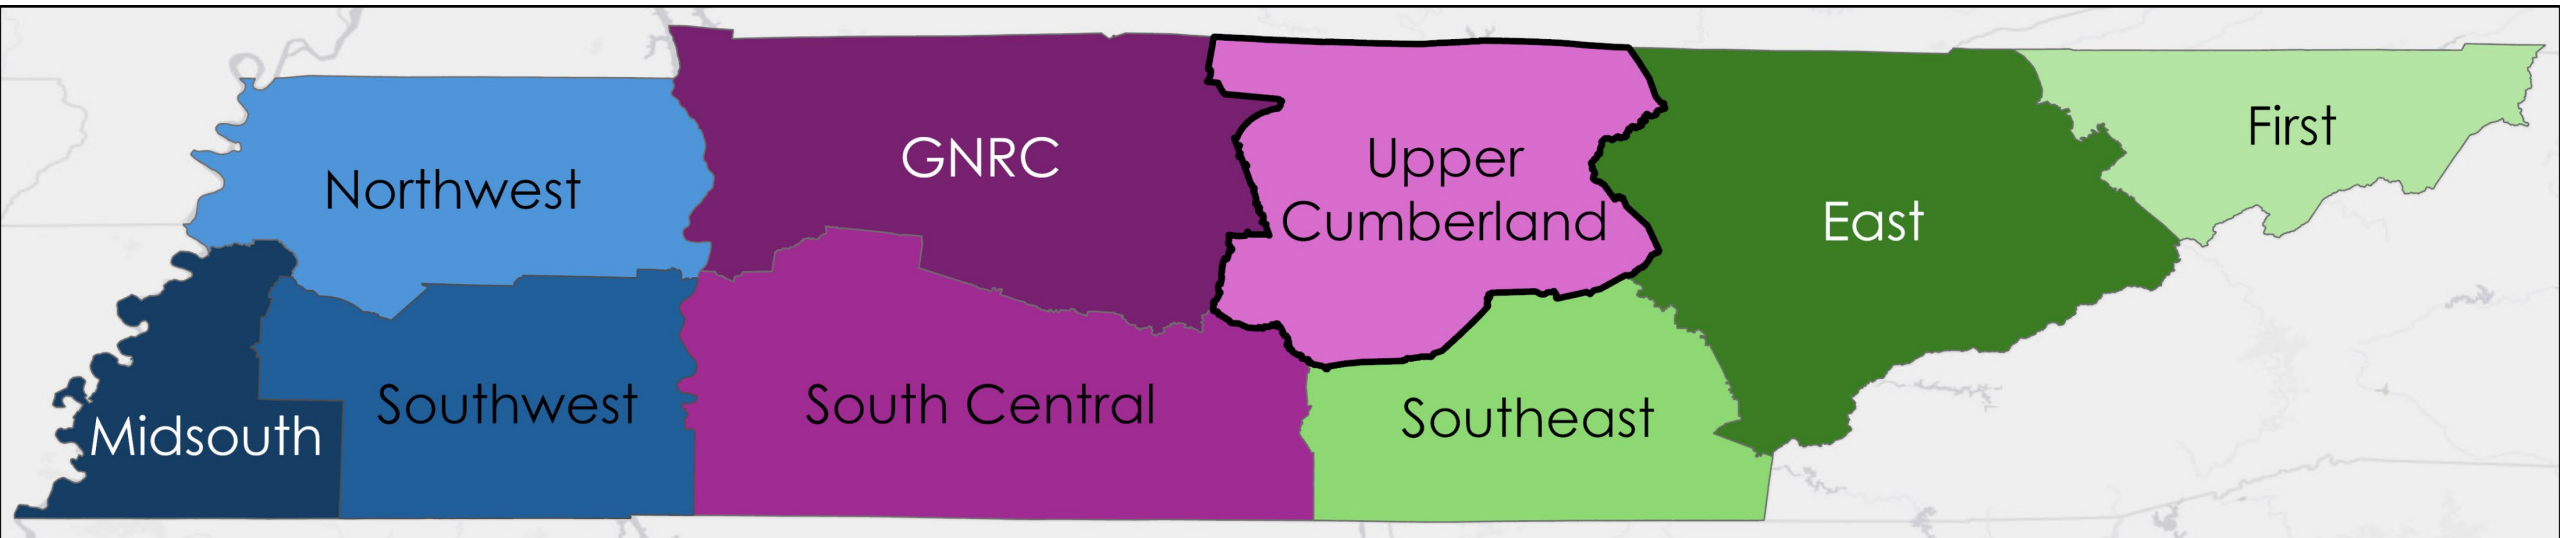 Northwest
GNRC
Upper
Cumberland
East
First
Midsouth
Southwest
South Central
Southeast